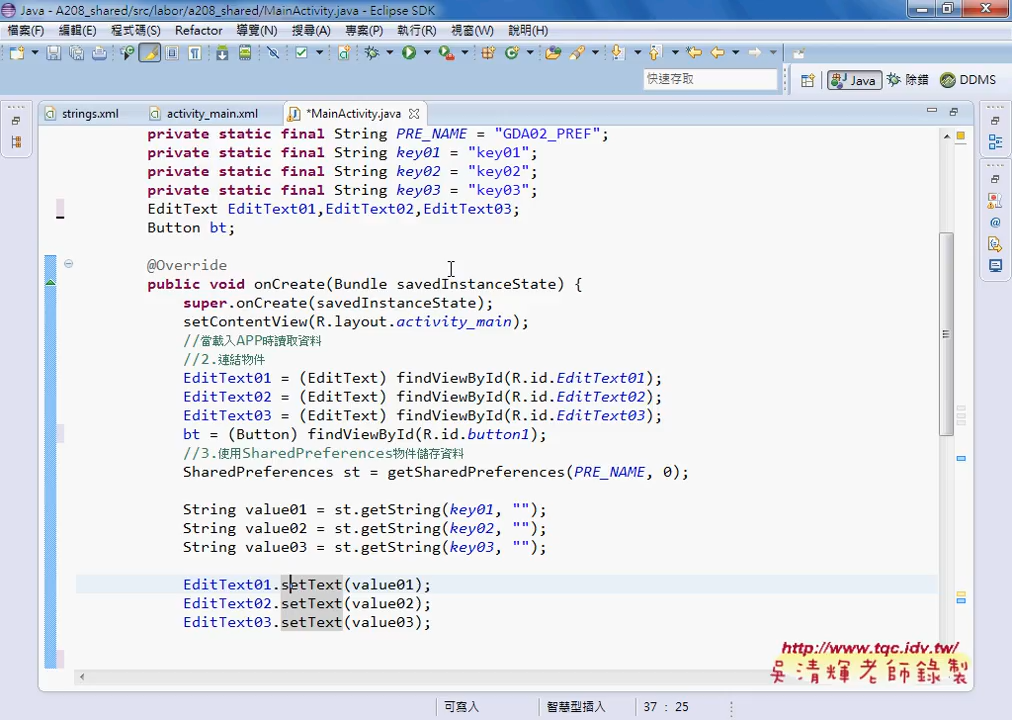 Java - A208_shared/src/labor/a208_shared/MainActivity.java - Eclipse SDK
檔案(F) 編輯(E) 程式碼(S) Refactor 導覽(N) 搜尋(A) 專案(P) 執行(R) 視窗(W) 說明(H)
快速存取 Java 除錯 DDMS
strings.xml activity_main.xml *MainActivity.java
private static final String PRE_NAME = "GDA02_PREF";
private static final String key01 = "key01";
private static final String key02 = "key02";
private static final String key03 = "key03";
EditText EditText01,EditText02,EditText03;
Button bt;
@Override
public void onCreate(Bundle savedInstanceState) {
super.onCreate(savedInstanceState);
setContentView(R.layout.activity_main);
//當載入APP時讀取資料
//2.連結物件
EditText01 = (EditText) findViewById(R.id.EditText01);
EditText02 = (EditText) findViewById(R.id.EditText02);
EditText03 = (EditText) findViewById(R.id.EditText03);
bt = (Button) findViewById(R.id.button1);
//3.使用SharedPreferences物件儲存資料
SharedPreferences st = getSharedPreferences(PRE_NAME, 0);
String value01 = st.getString(key01, "");
String value02 = st.getString(key02, "");
String value03 = st.getString(key03, "");
EditText01.setText(value01);
EditText02.setText(value02);
EditText03.setText(value03);
http://www.tqc.idv.tw/
吳清輝老師錄製
可寫入 智慧型插入 37 : 25